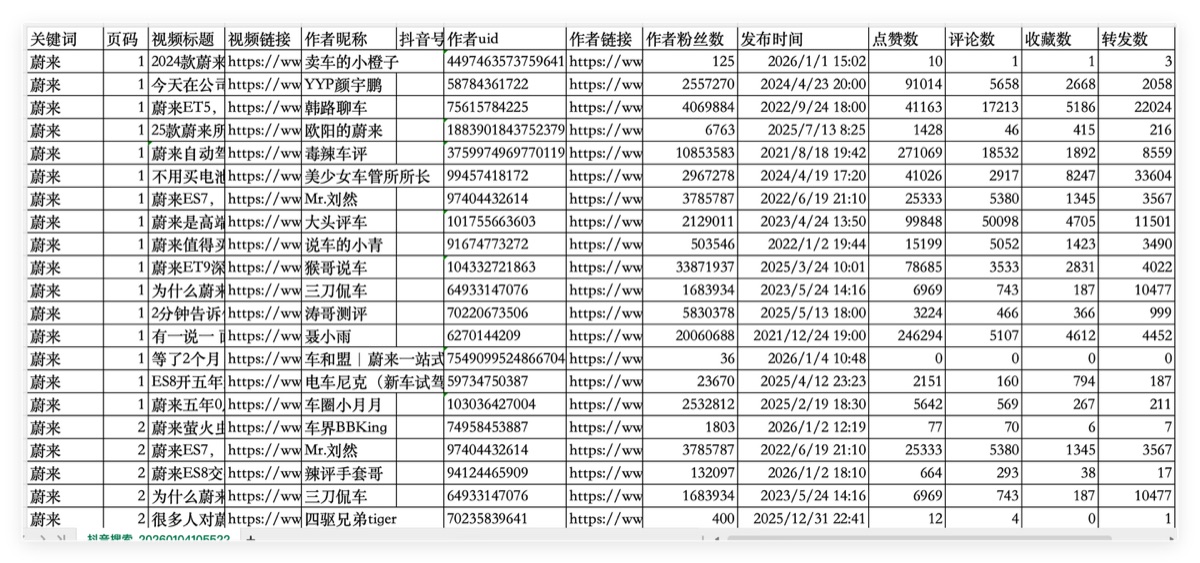 关键词 页码 视频标题 视频链接 作者昵称 抖音号 作者uid 作者链接 作者粉丝数 发布时间 点赞数 评论数 收藏数 转发数
蔚来 1 2024款蔚来 https://ww 卖车的小橙子 4497463573759641 https://ww 125 2026/1/1 15:02 10 1 1 3
蔚来 1 今天在公司 https://ww YYP颜宇鹏 58784361722 https://ww 2557270 2024/4/23 20:00 91014 5658 2668 2058
蔚来 1 蔚来ET5, https://ww 韩路聊车 75615784225 https://ww 4069884 2022/9/24 18:00 41163 17213 5186 22024
蔚来 1 25款蔚来所 https://ww 欧阳的蔚来 1883901843752379 https://ww 6763 2025/7/13 8:25 1428 46 415 216
蔚来 1 蔚来自动驾 https://ww 毒辣车评 3759974969770119 https://ww 10853583 2021/8/18 19:42 271069 18532 1892 8559
蔚来 1 不用买电池 https://ww 美少女车管所所长 99457418172 https://ww 2967278 2024/4/19 17:20 41026 2917 8247 33604
蔚来 1 蔚来ES7, https://ww Mr.刘然 97404432614 https://ww 3785787 2022/6/19 21:10 25333 5380 1345 3567
蔚来 1 蔚来是高端 https://ww 大头评车 101755663603 https://ww 2129011 2023/4/24 13:50 99848 50098 4705 11501
蔚来 1 蔚来值得买 https://ww 说车的小青 91674773272 https://ww 503546 2022/1/2 19:44 15199 5052 1423 3490
蔚来 1 蔚来ET9深 https://ww 猴哥说车 104332721863 https://ww 33871937 2025/3/24 10:01 78685 3533 2831 4022
蔚来 1 为什么蔚来 https://ww 三刀侃车 64933147076 https://ww 1683934 2023/5/24 14:16 6969 743 187 10477
蔚来 1 2分钟告诉 https://ww 涛哥测评 70220673506 https://ww 5830378 2025/5/13 18:00 3224 466 366 999
蔚来 1 有一说一 https://ww 聂小雨 6270144209 https://ww 20060688 2021/12/24 19:00 246294 5107 4612 4452
蔚来 1 等了2个月 https://ww 车和盟｜蔚来一站式 7549099524866704 https://ww 36 2026/1/4 10:48 0 0 0 0
蔚来 1 ES8开五年 https://ww 电车尼克（新车试驾 59734750387 https://ww 23670 2025/4/12 23:23 2151 160 794 187
蔚来 1 蔚来五年0 https://ww 车圈小月月 103036427004 https://ww 2532812 2025/2/19 18:30 5642 569 267 211
蔚来 2 蔚来萤火虫 https://ww 车界BBKing 74958453887 https://ww 1803 2026/1/2 12:19 77 70 6 7
蔚来 2 蔚来ES7, https://ww Mr.刘然 97404432614 https://ww 3785787 2022/6/19 21:10 25333 5380 1345 3567
蔚来 2 蔚来ES8交 https://ww 辣评手套哥 94124465909 https://ww 132097 2026/1/2 18:10 664 293 38 17
蔚来 2 为什么蔚来 https://ww 三刀侃车 64933147076 https://ww 1683934 2023/5/24 14:16 6969 743 187 10477
蔚来 2 很多人对蔚 https://ww 四驱兄弟tiger 70235839641 https://ww 400 2025/12/31 22:41 12 4 0 1
抖音搜索_20260104105522